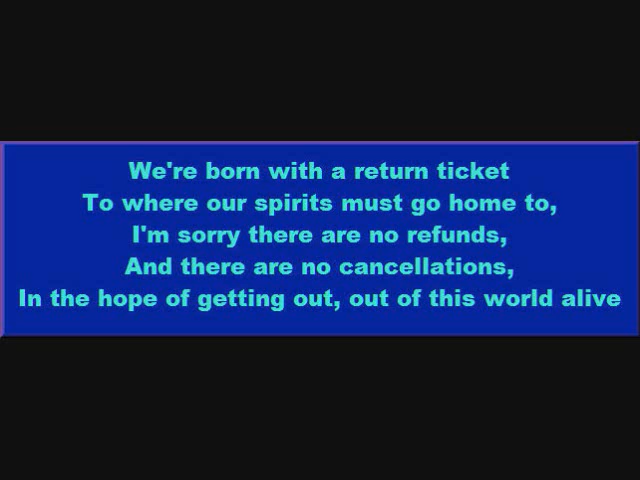 We're born with a return ticket
To where our spirits must go home to,
I'm sorry there are no refunds,
And there are no cancellations,
In the hope of getting out, out of this world alive